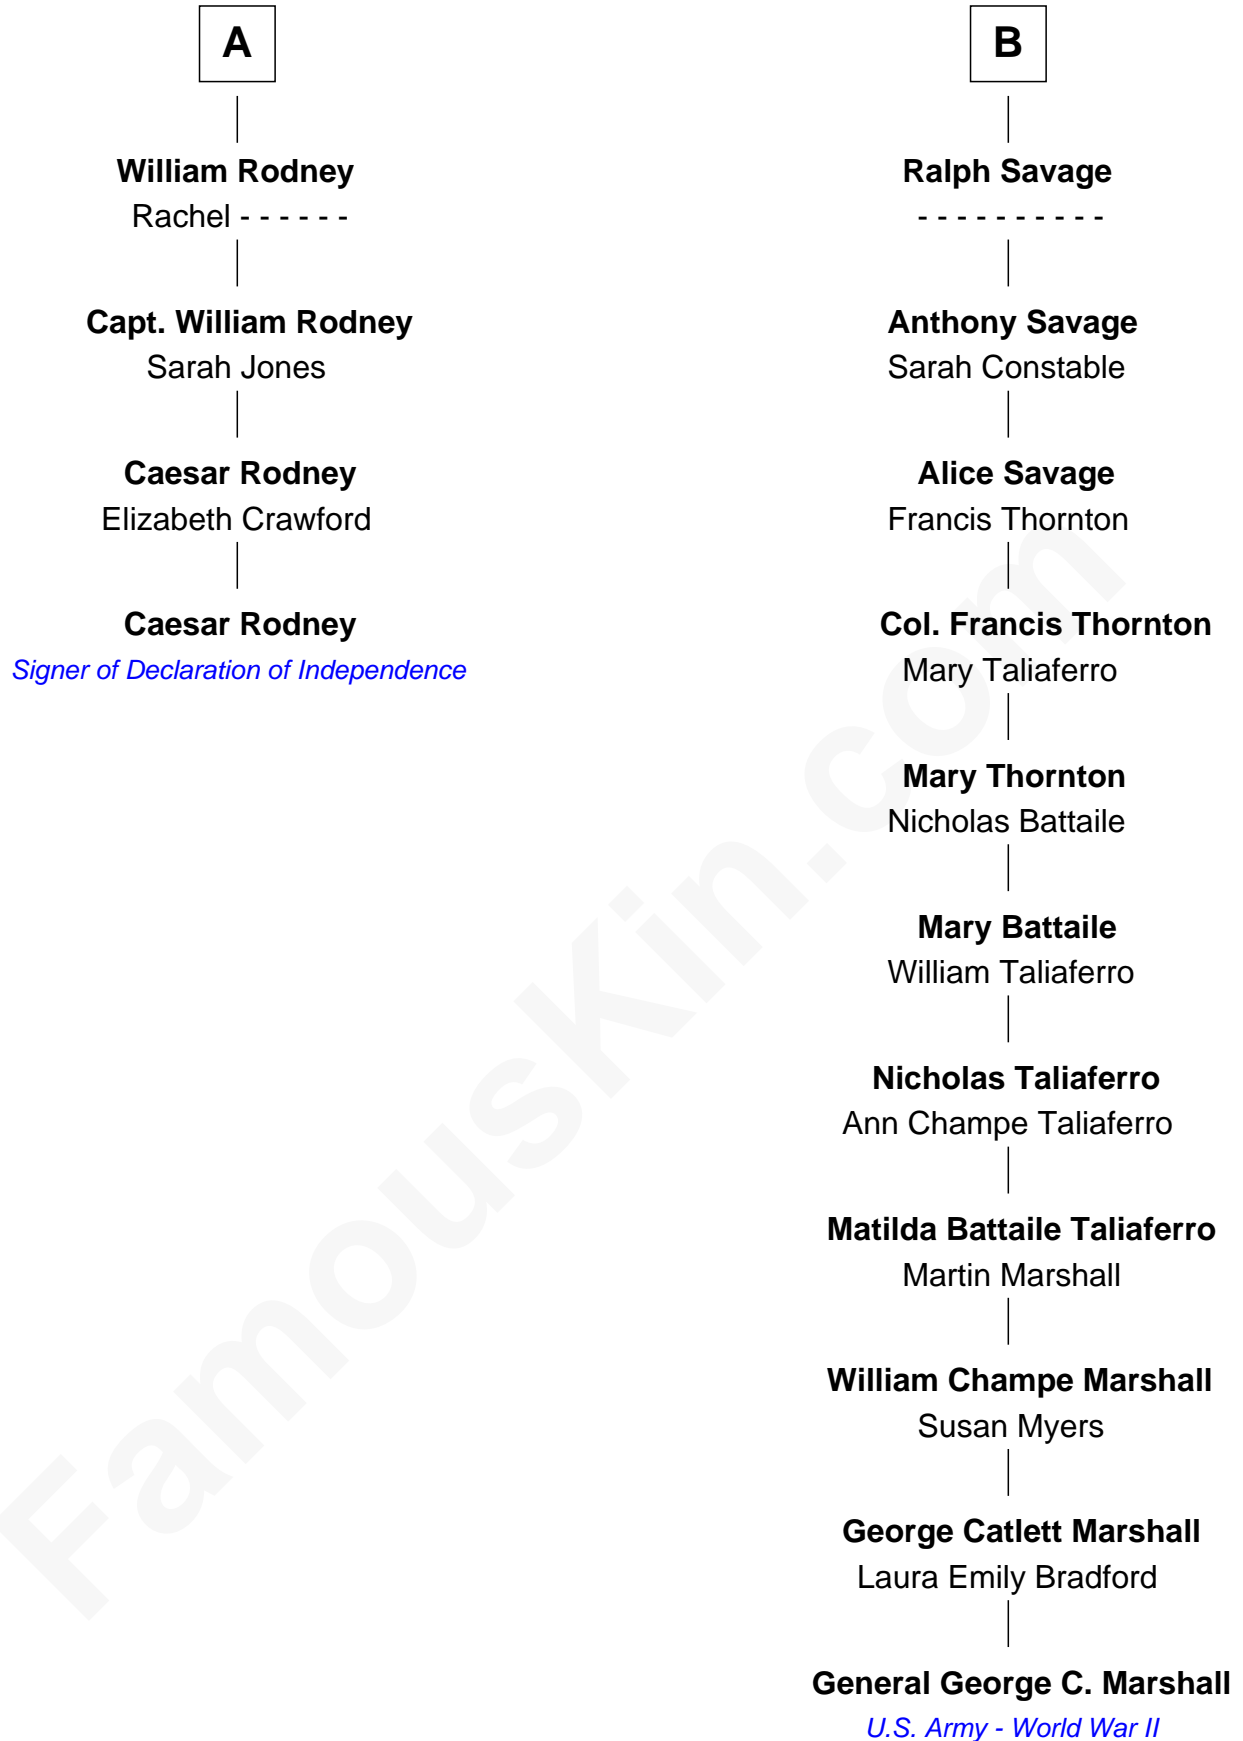 A
William Rodney
Rachel - - - - - -
Capt. William Rodney
Sarah Jones
Caesar Rodney
Elizabeth Crawford
Caesar Rodney
Signer of Declaration of Independence
B
Ralph Savage
- - - - - - - - - -
Anthony Savage
Sarah Constable
Alice Savage
Francis Thornton
Col. Francis Thornton
Mary Taliaferro
Mary Thornton
Nicholas Battaile
Mary Battaile
William Taliaferro
Nicholas Taliaferro
Ann Champe Taliaferro
Matilda Battaile Taliaferro
Martin Marshall
William Champe Marshall
Susan Myers
George Catlett Marshall
Laura Emily Bradford
General George C. Marshall
U.S. Army - World War II
FamousKin.com